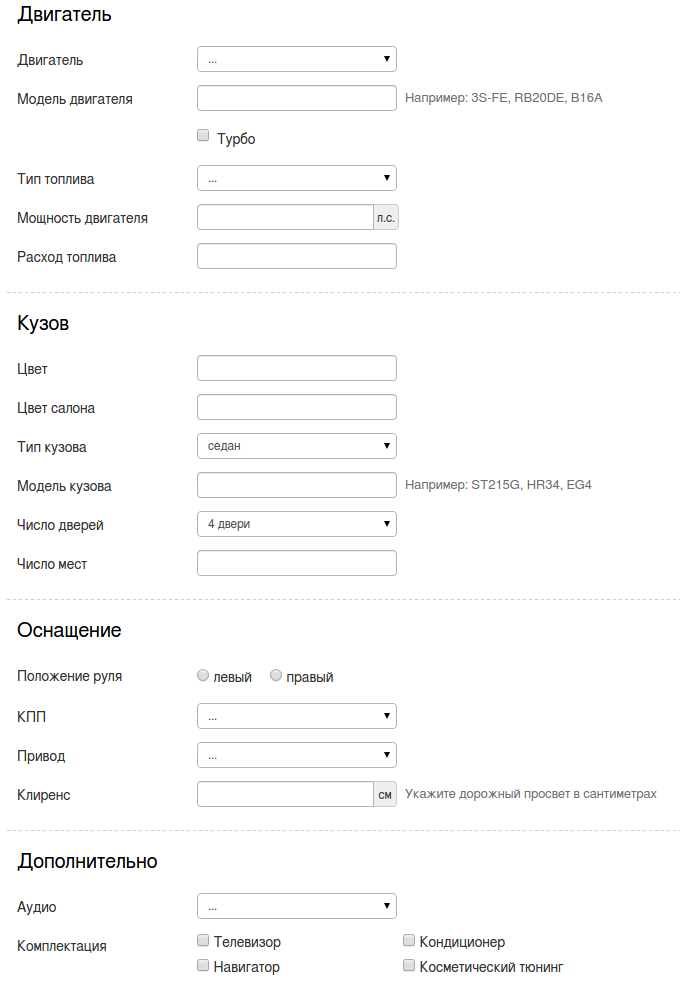 Двигатель
Двигатель ...
Модель двигателя Например: 3S-FE, RB20DE, B16A
Турбо
Тип топлива ...
Мощность двигателя л.с.
Расход топлива
Кузов
Цвет
Цвет салона
Тип кузова седан
Модель кузова Например: ST215G, HR34, EG4
Число дверей 4 двери
Число мест
Оснащение
Положение руля левый правый
КПП ...
Привод ...
Клиренс см Укажите дорожный просвет в сантиметрах
Дополнительно
Аудио ...
Комплектация Телевизор Кондиционер
Навигатор Косметический тюнинг